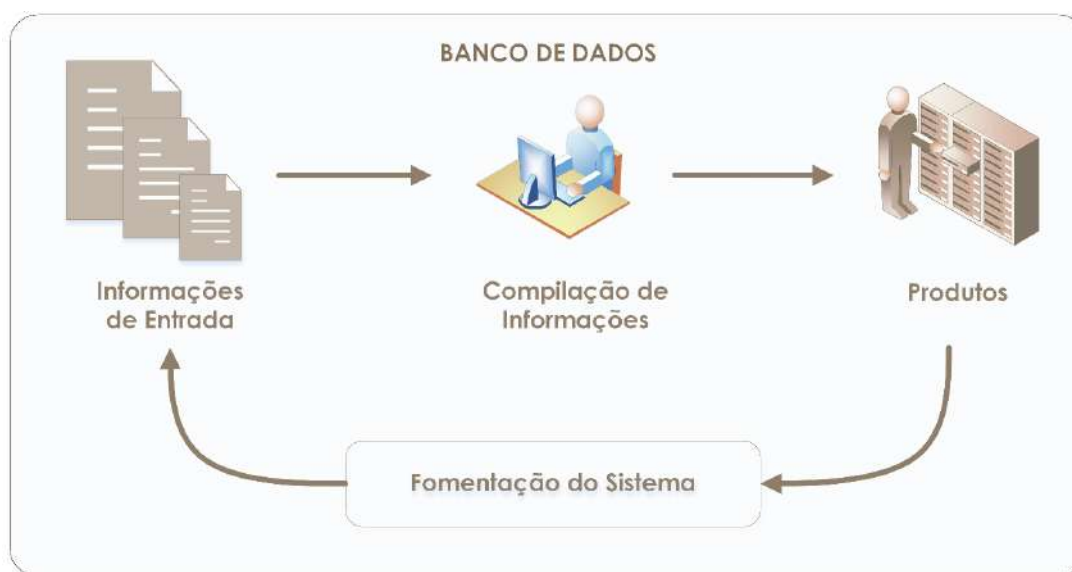 BANCO DE DADOS
Informações
de Entrada
Compilação de
Informações
Produtos
Fomentação do Sistema